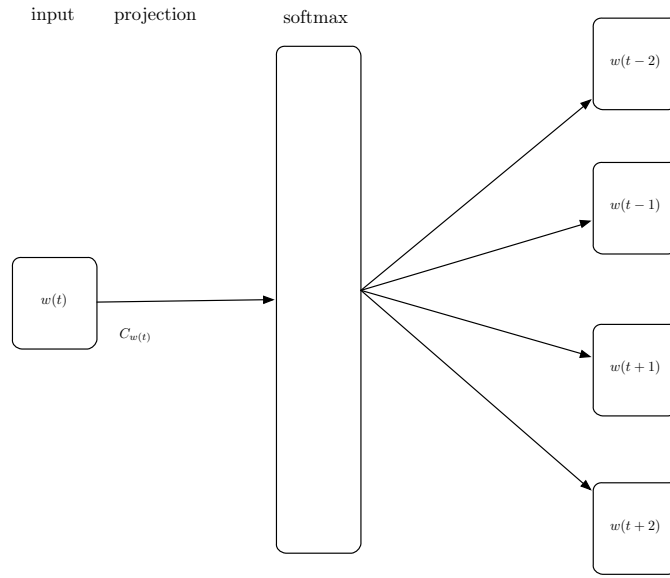 input projection softmax
w(t-2)
w(t-1)
w(t)
C_{w(t)}
w(t+1)
w(t+2)